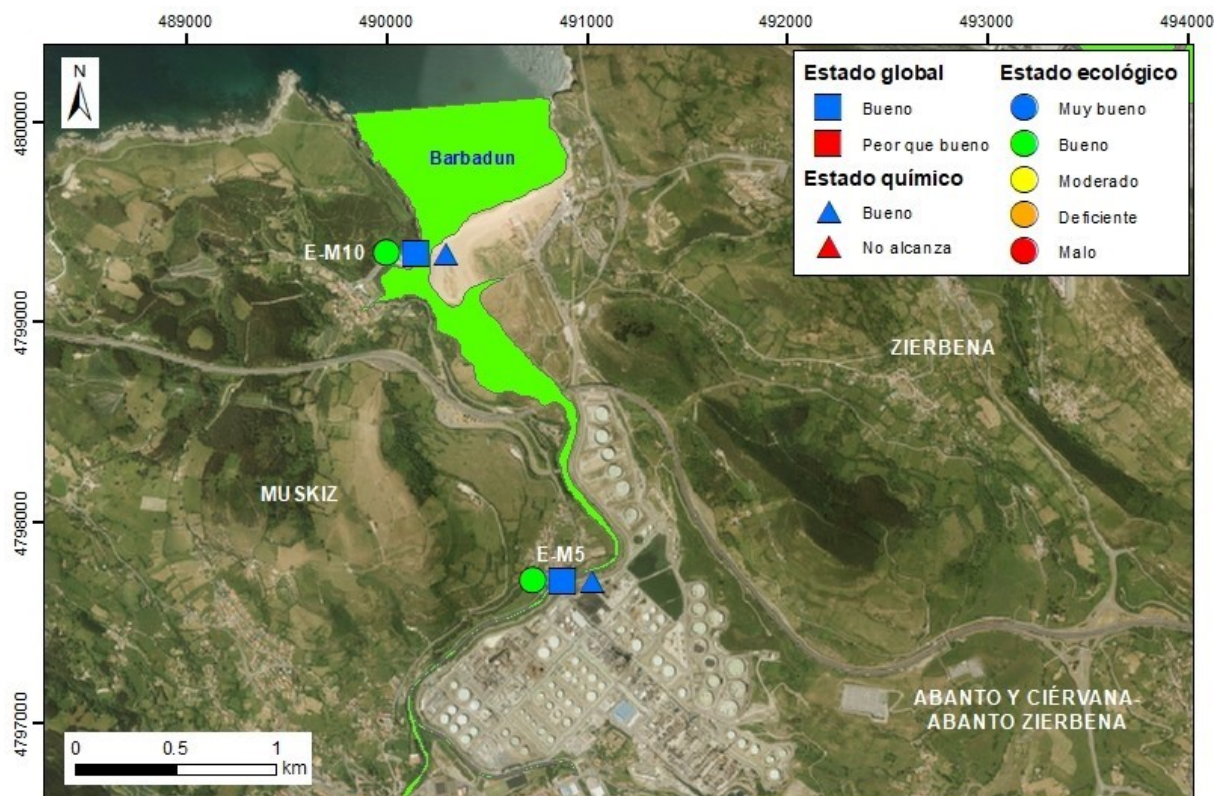 489000 490000 491000 492000 493000 494000
N
Estado global
Bueno
Peor que bueno
Estado químico
Bueno
No alcanza
Estado ecológico
Muy bueno
Bueno
Moderado
Deficiente
Malo
4800000
Barbadun
E-M10
4799000
ZIERBENA
MUSKIZ
4798000
E-M5
ABANTO Y CIÉRVANA-
ABANTO ZIERBENA
4797000
0 0.5 1
km